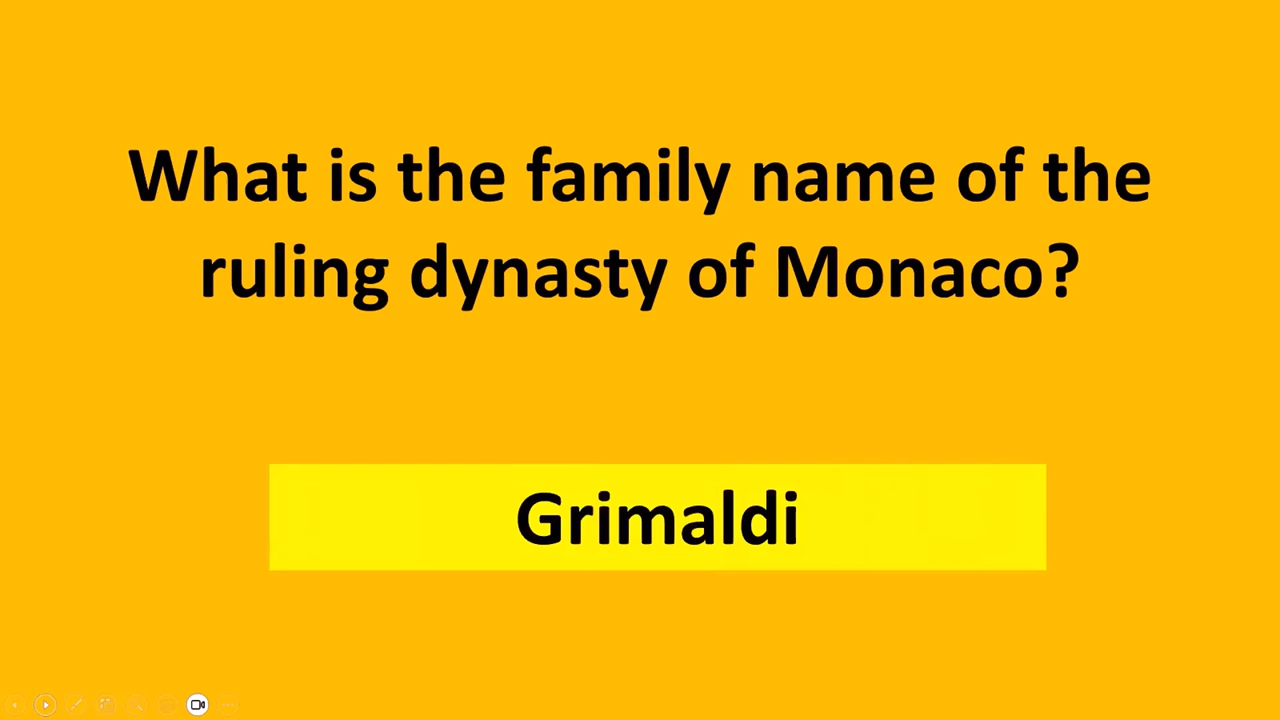 What is the family name of the
ruling dynasty of Monaco?
Grimaldi